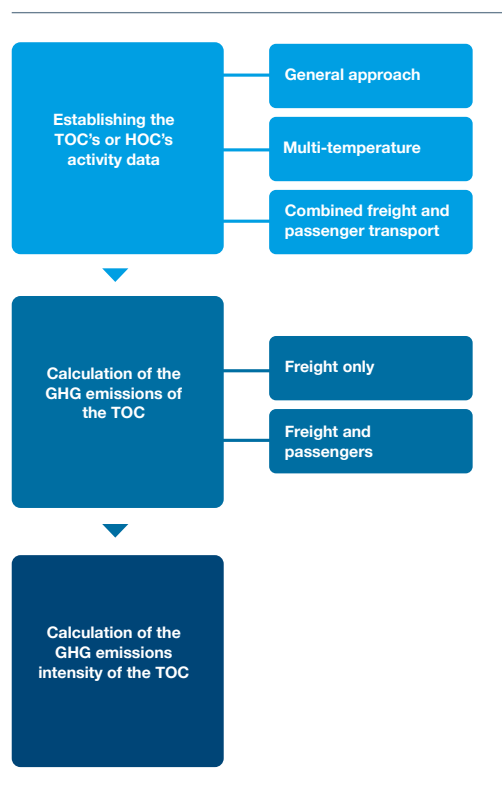 Establishing the
TOC's or HOC's
activity data
General approach
Multi-temperature
Combined freight and
passenger transport
Calculation of the
GHG emissions of
the TOC
Freight only
Freight and
passengers
Calculation of the
GHG emissions
intensity of the TOC